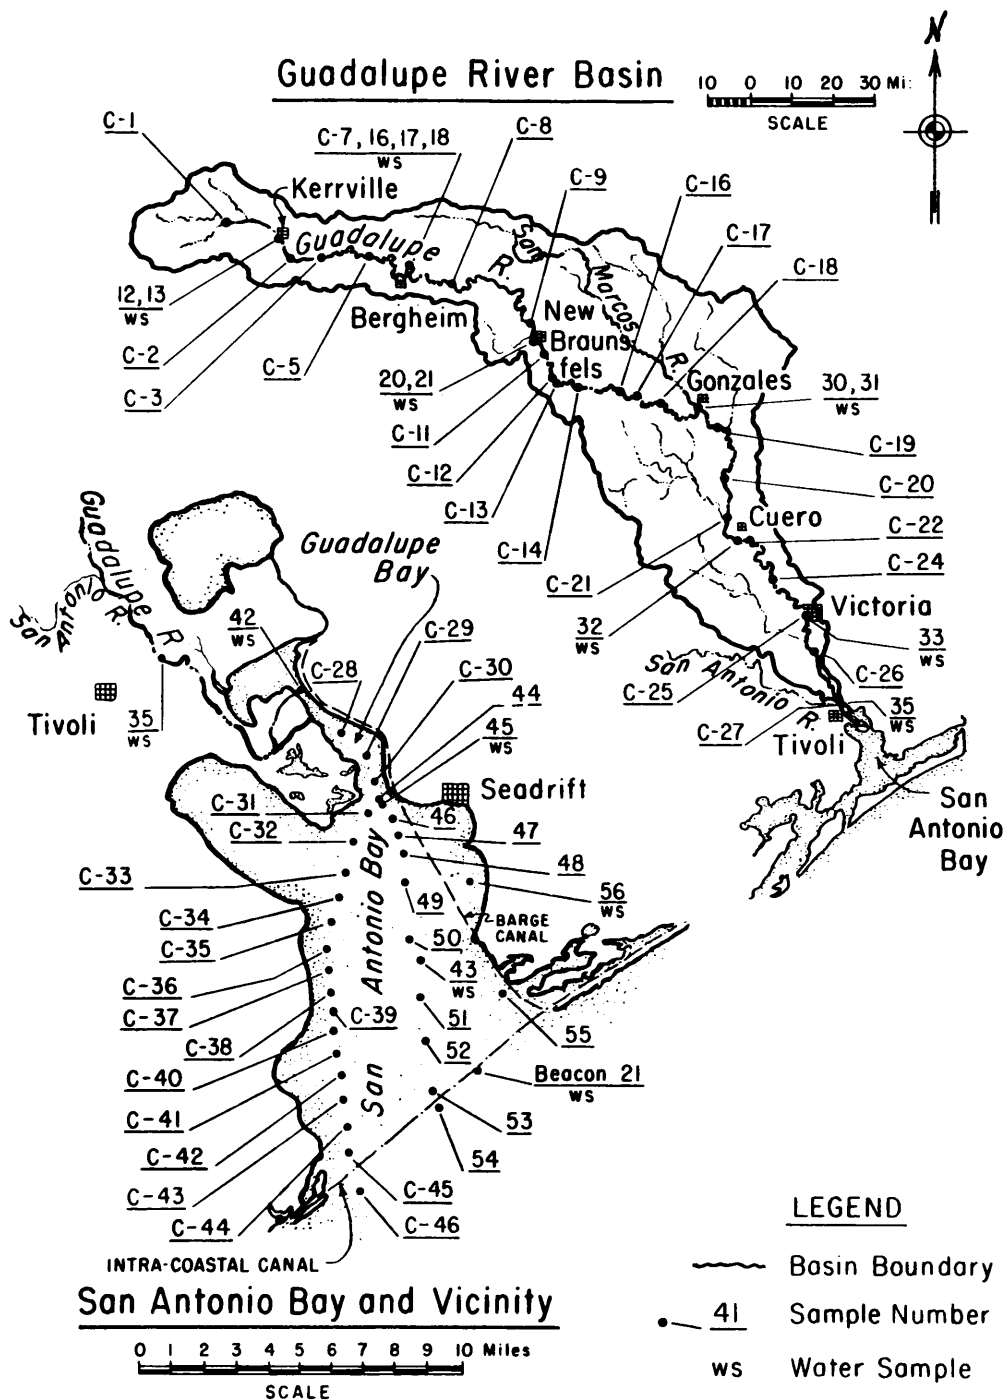 N
Guadalupe River Basin
10 0 10 20 30 Mi:
SCALE
C-1
C-7, 16, 17, 18
WS
C-8
Kerrville
C-9
C-16
Guadalupe R.
San Marcos R.
C-17
C-18
12, 13
WS
Bergheim
New Brauns fels
C-2
C-5
20, 21
WS
Gonzales
30, 31
WS
C-3
C-11
C-19
C-12
C-20
C-13
Cuero
C-14
C-22
C-21
C-24
Guadalupe R
San Antonio R.
Guadalupe
Bay
Victoria
32
WS
33
WS
42
WS
C-29
C-28
C-30
San Antonio R.
C-26
C-25
44
35
WS
C-27
Tivoli
Tivoli
35
WS
45
WS
Seadrift
San
Antonio
Bay
C-31
46
C-32
47
48
C-33
56
WS
49
C-34
BARGE
CANAL
C-35
50
43
WS
C-36
C-37
C-39
51
55
C-38
52
C-40
Beacon 21
WS
San Antonio Bay
C-41
53
C-42
54
C-43
C-45
C-44
C-46
INTRA-COASTAL CANAL
San Antonio Bay and Vicinity
0 1 2 3 4 5 6 7 8 9 10 Miles
SCALE
LEGEND
Basin Boundary
41 Sample Number
WS Water Sample